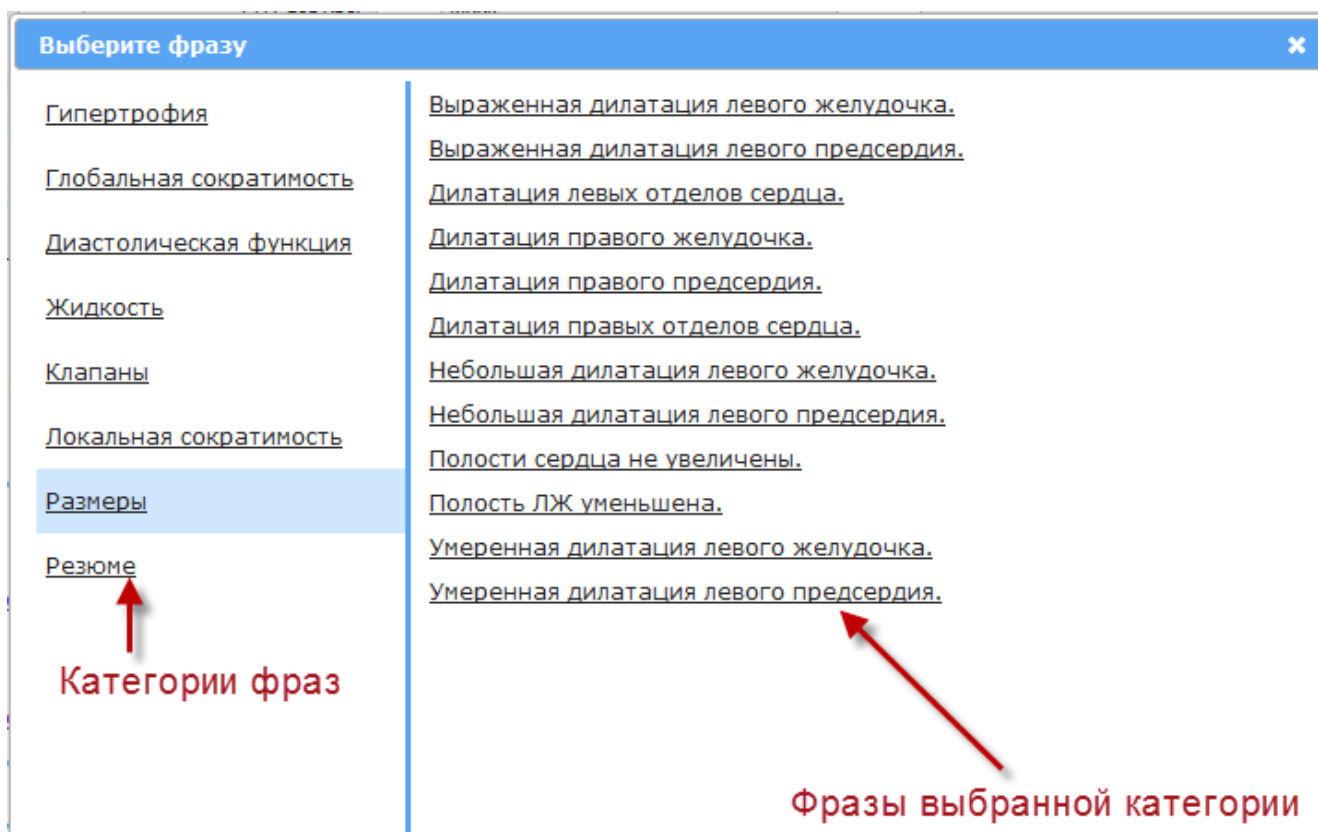 Выберите фразу
Гипертрофия
Глобальная сократимость
Диастолическая функция
Жидкость
Клапаны
Локальная сократимость
Размеры
Резюме
Категории фраз
Выраженная дилатация левого желудочка.
Выраженная дилатация левого предсердия.
Дилатация левых отделов сердца.
Дилатация правого желудочка.
Дилатация правого предсердия.
Дилатация правых отделов сердца.
Небольшая дилатация левого желудочка.
Небольшая дилатация левого предсердия.
Полости сердца не увеличены.
Полость ЛЖ уменьшена.
Умеренная дилатация левого желудочка.
Умеренная дилатация левого предсердия.
Фразы выбранной категории